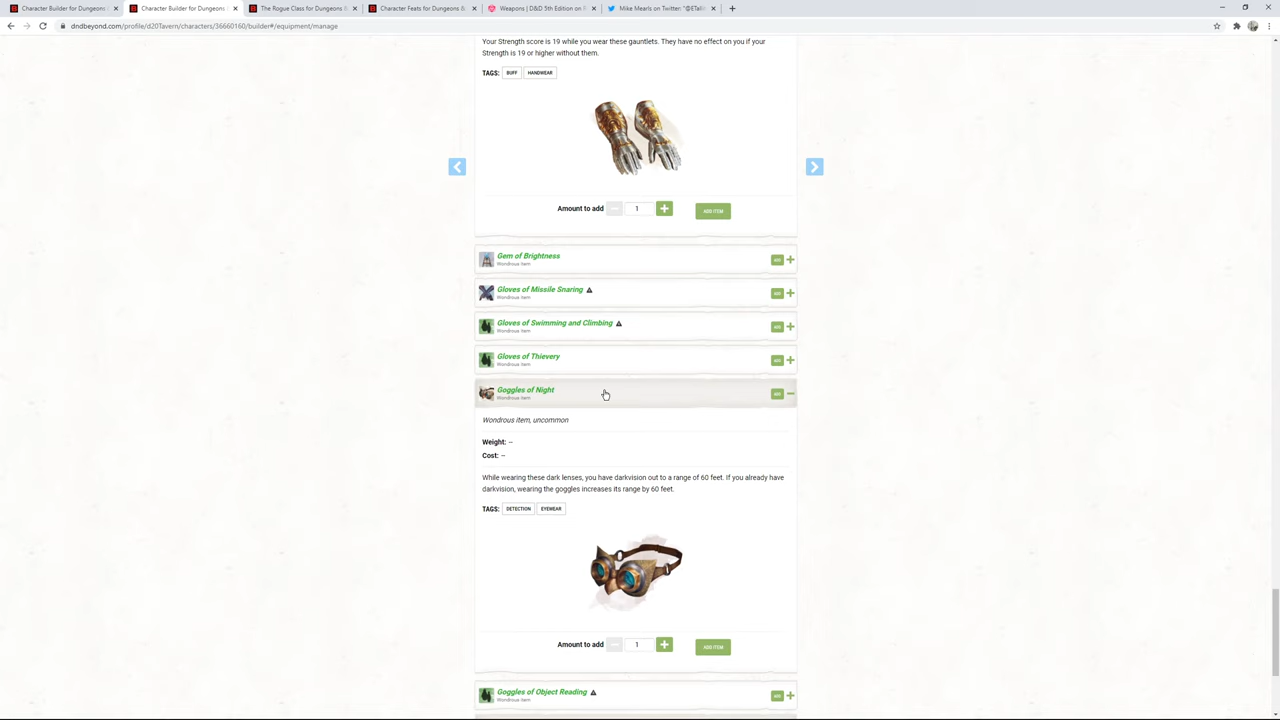 Character Builder for Dungeons
Character Builder for Dungeons
The Rogue Class for Dungeons &
Character Feats for Dungeons &
Weapons | D&D 5th Edition on R
Mike Mearls on Twitter: "@ETaln
dndbeyond.com/profile/d20Tavern/characters/36660160/builder#/equipment/manage
Your Strength score is 19 while you wear these gauntlets. They have no effect on you if your
Strength is 19 or higher without them.
TAGS: BUFF HANDWEAR
Amount to add 1 ADD ITEM
Gem of Brightness
Wondrous item
ADD
Gloves of Missile Snaring
Wondrous item
ADD
Gloves of Swimming and Climbing
Wondrous item
ADD
Gloves of Thievery
Wondrous item
ADD
Goggles of Night
Wondrous item
ADD
Wondrous item, uncommon
Weight: --
Cost: --
While wearing these dark lenses, you have darkvision out to a range of 60 feet. If you already have
darkvision, wearing the goggles increases its range by 60 feet.
TAGS: DETECTION EYEWEAR
Amount to add 1 ADD ITEM
Goggles of Object Reading
Wondrous item
ADD